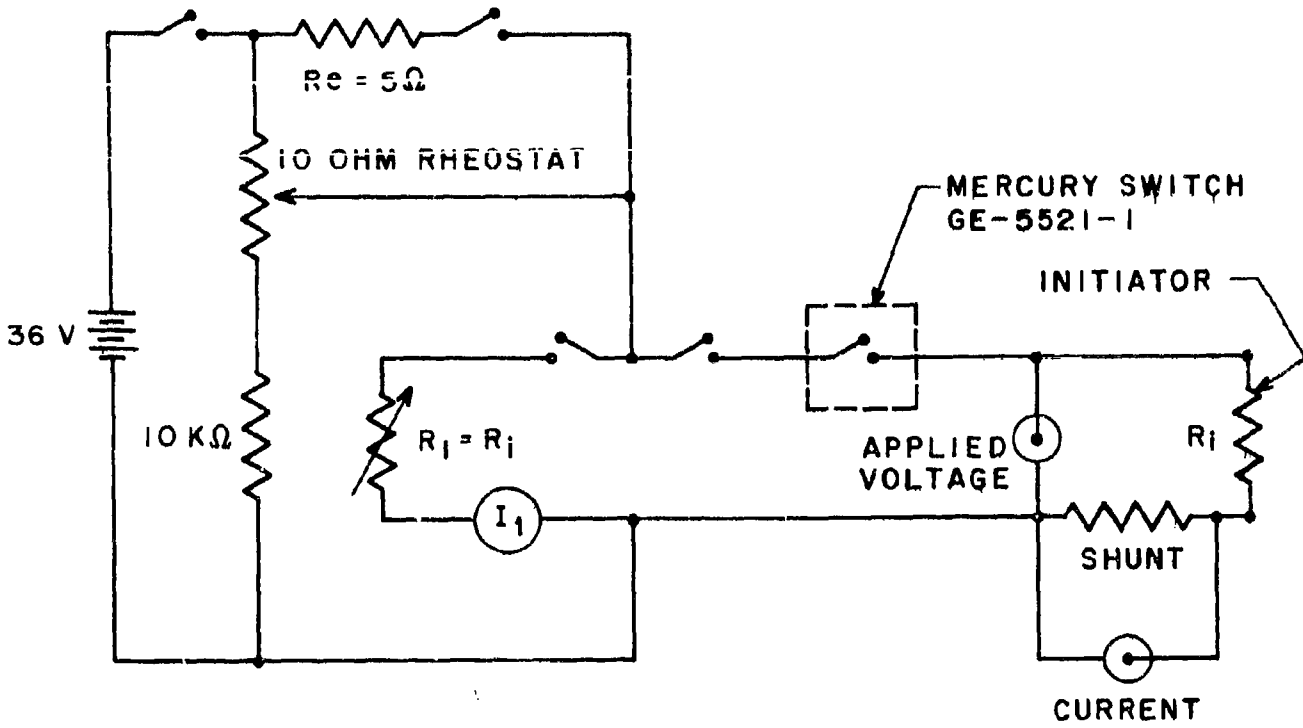 Re = 5Ω
10 OHM RHEOSTAT
MERCURY SWITCH
GE-5521-1
INITIATOR
36 V
10 KΩ
R1 = Ri
APPLIED
VOLTAGE
Ri
I1
SHUNT
CURRENT